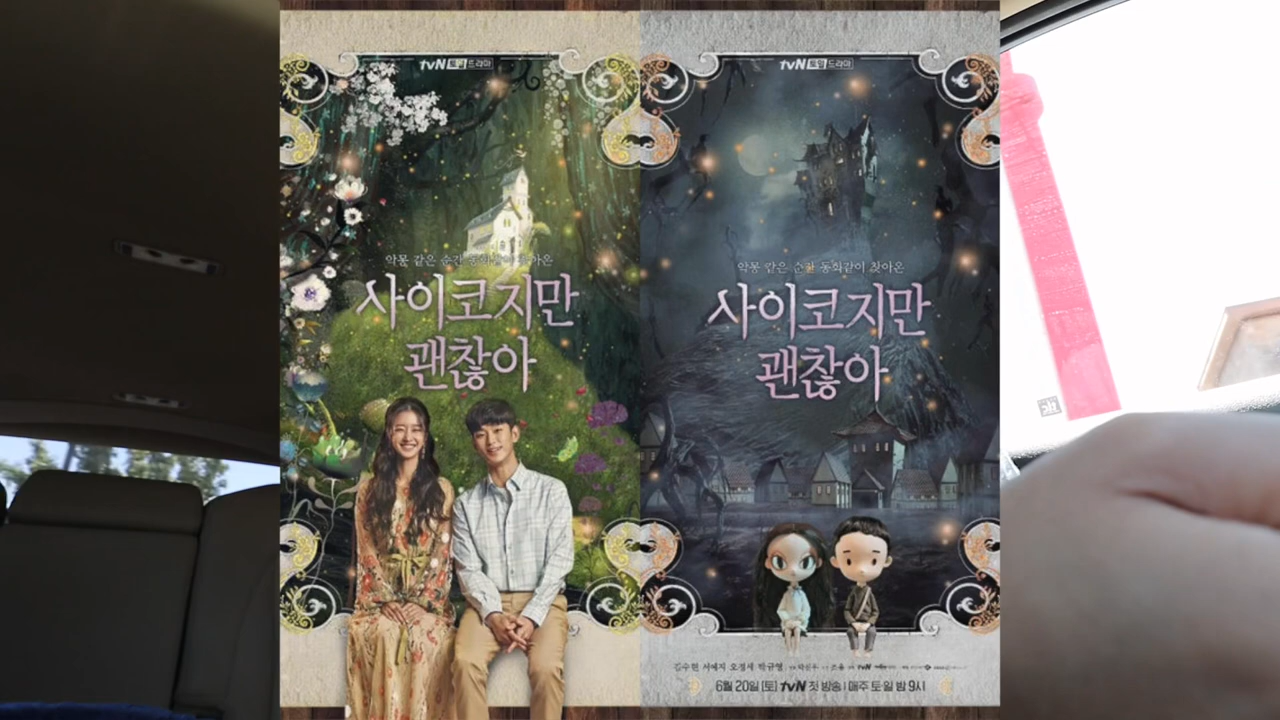 tvN 토일 드라마
악몽 같은 순간 동화같이 찾아온
사이코지만
괜찮아
tvN 토일 드라마
악몽 같은 순간 동화같이 찾아온
사이코지만
괜찮아
김수현 서예지 오정세 박규영
6월 20일 [토] tvN 첫 방송 | 매주 토 일 밤 9시